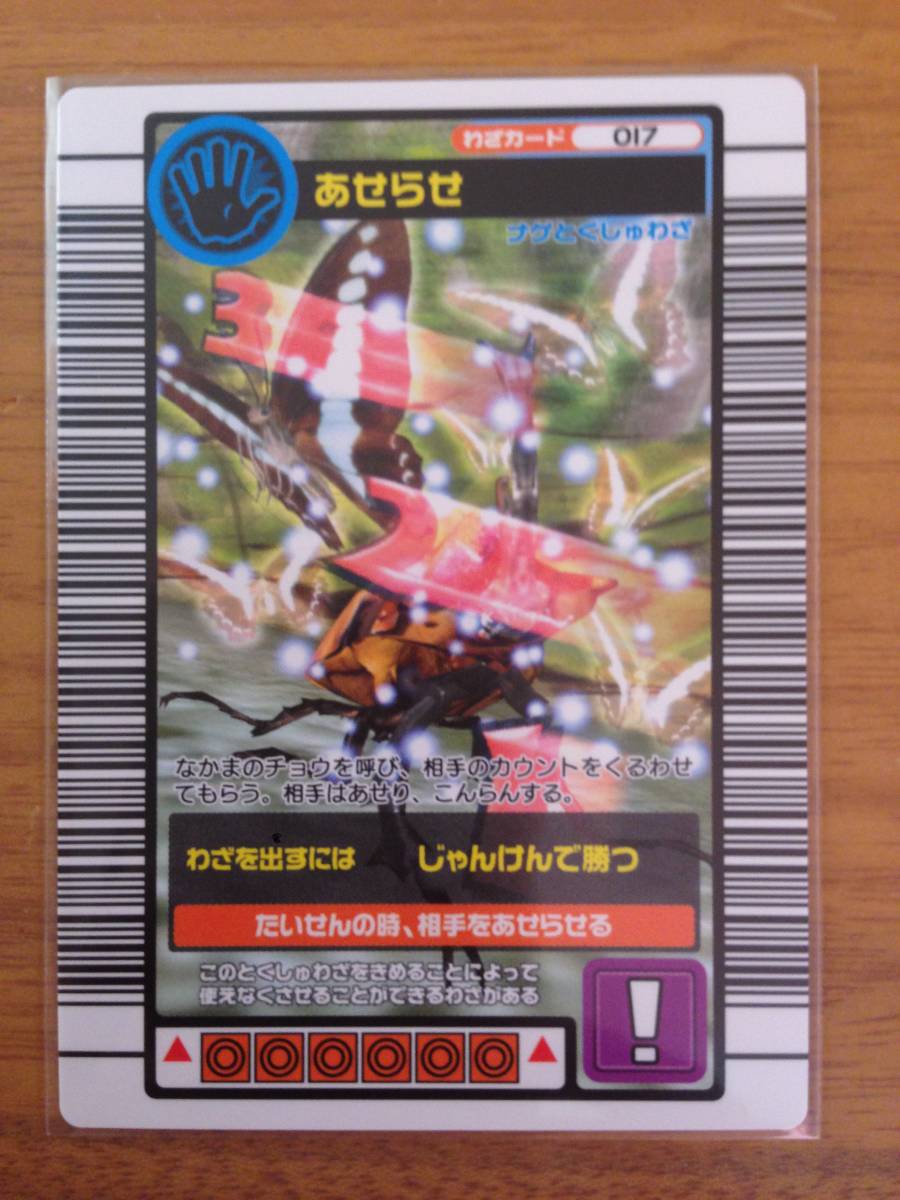 わざカード 017
あせらせ
ナゲとくしゅわざ
3
なかまのチョウを呼び、相手のカウントをくるわせ
てもらう。相手はあせり、こんらんする。
わざを出すには じゃんけんで勝つ
たいせんの時、相手をあせらせる
このとくしゅわざをきめることによって
使えなくさせることができるわざがある
!